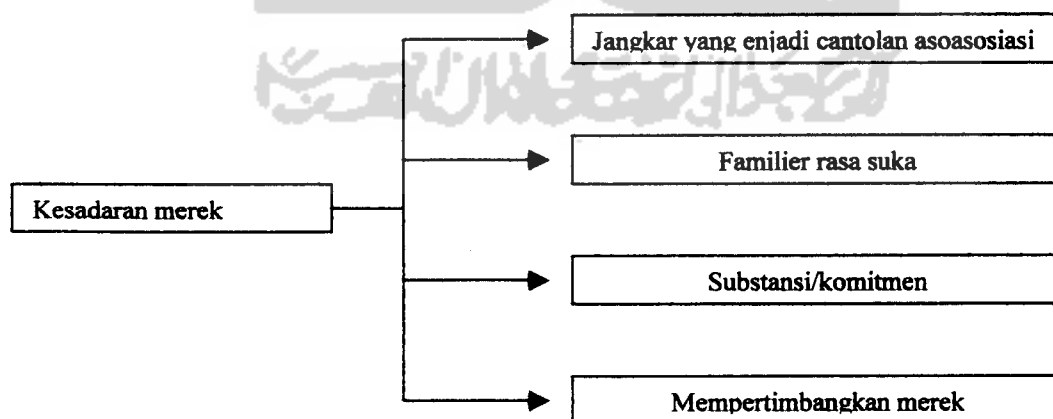 Jangkar yang enjadi cantolan asoasosiasi
Familier rasa suka
Kesadaran merek
Substansi/komitmen
Mempertimbangkan merek